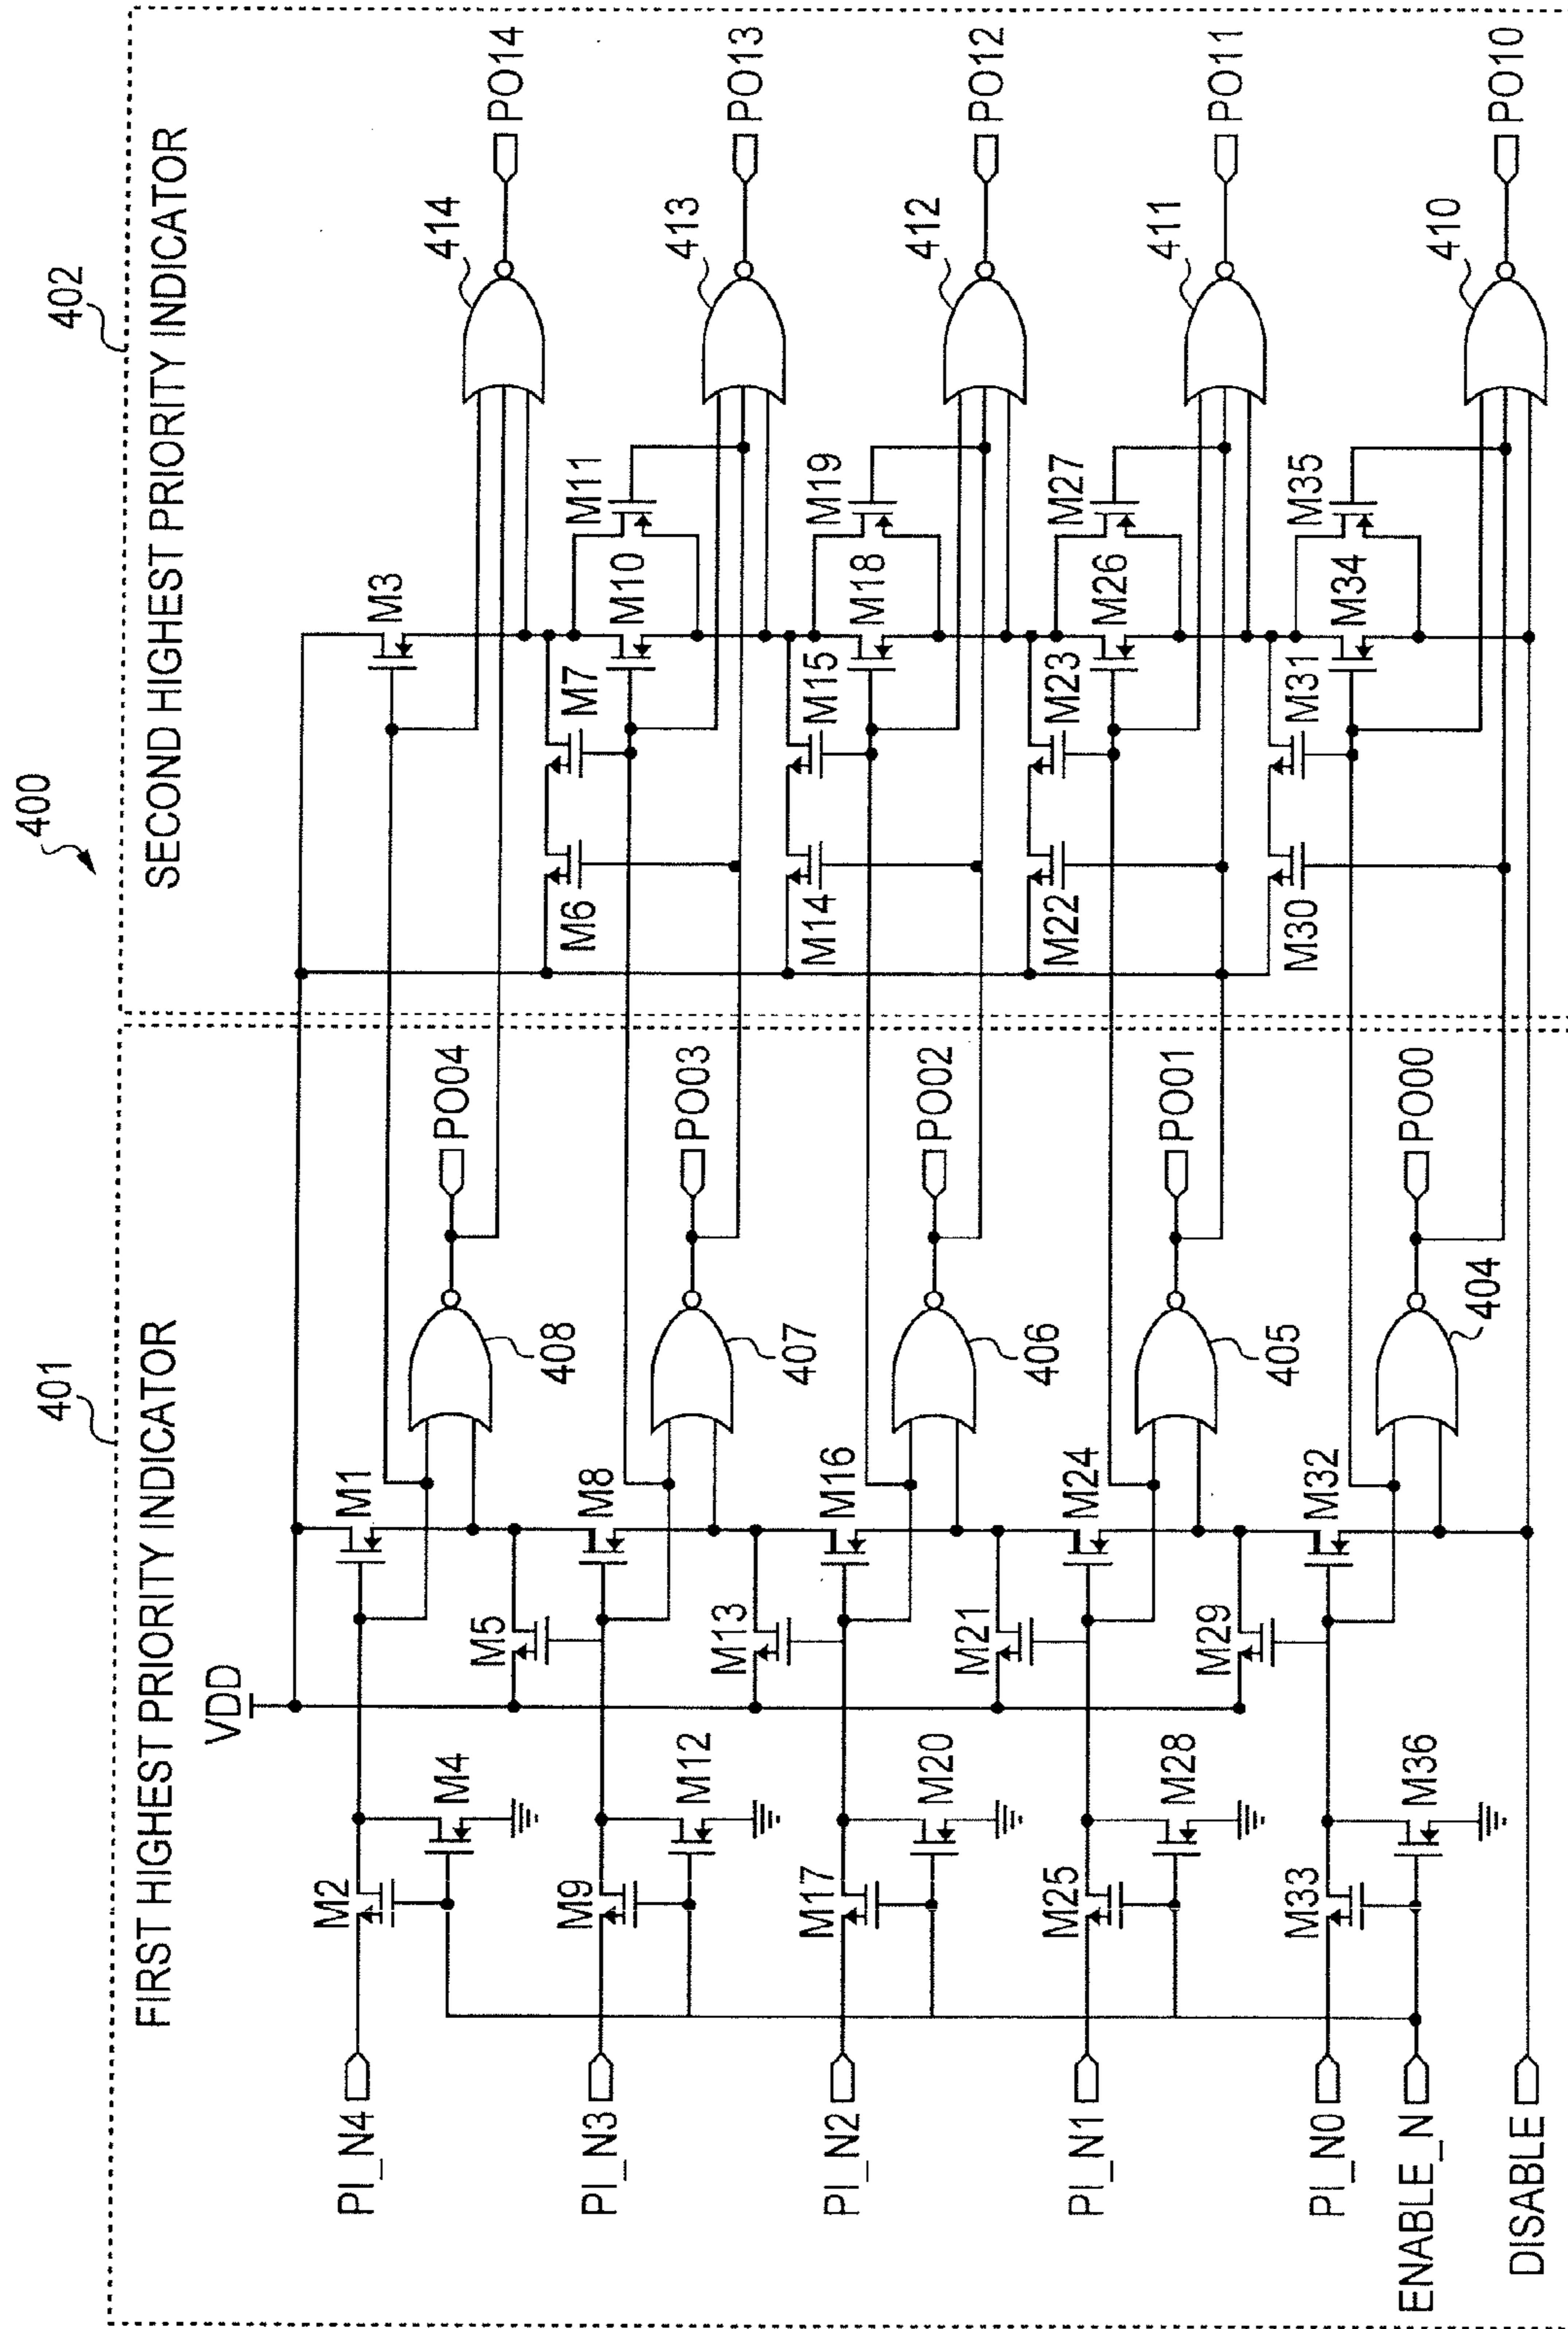 400
401
FIRST HIGHEST PRIORITY INDICATOR
402
SECOND HIGHEST PRIORITY INDICATOR
VDD
PI_N4
M2
M4
M1
408
PO04
M3
414
PO14
M5
M6
M7
M11
M10
PI_N3
M9
M12
M8
407
PO03
413
PO13
M13
M14
M15
M19
M18
PI_N2
M17
M20
M16
406
PO02
412
PO12
M21
M22
M23
M27
M26
PI_N1
M25
M28
M24
405
PO01
411
PO11
M29
M30
M31
M35
M34
PI_N0
M33
M36
M32
404
PO00
410
PO10
ENABLE_N
DISABLE